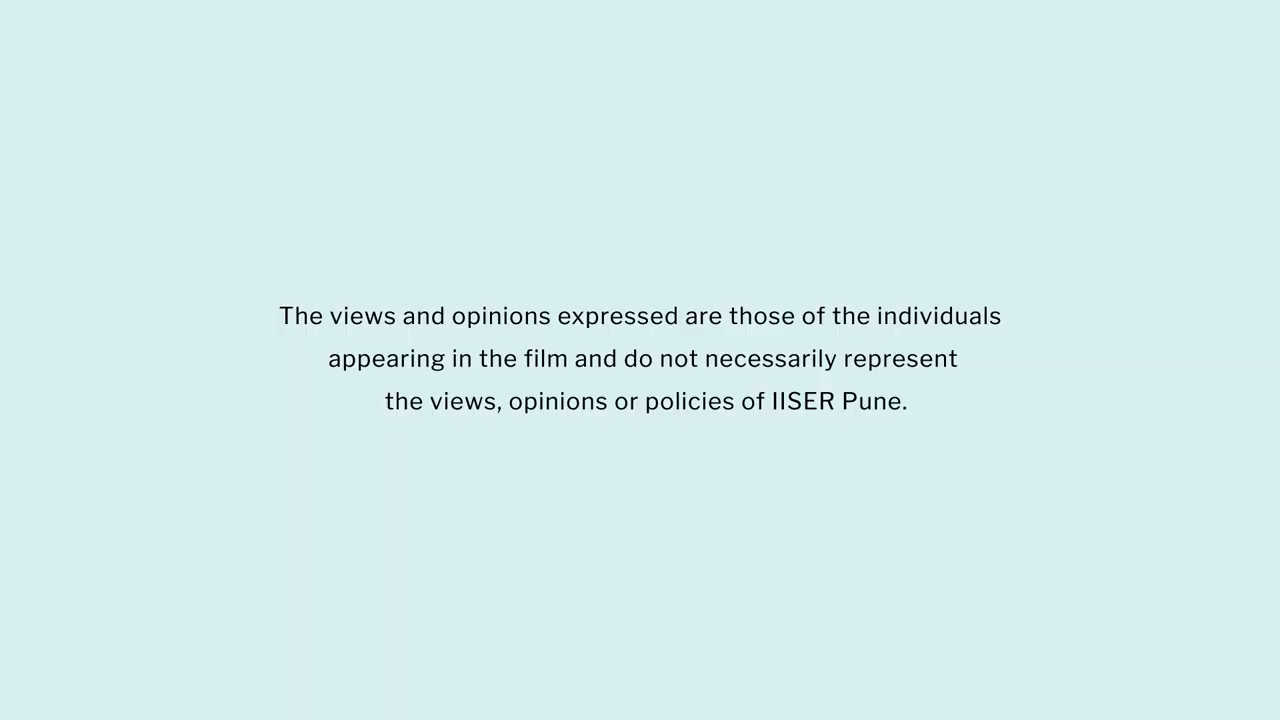 The views and opinions expressed are those of the individuals
appearing in the film and do not necessarily represent
the views, opinions or policies of IISER Pune.